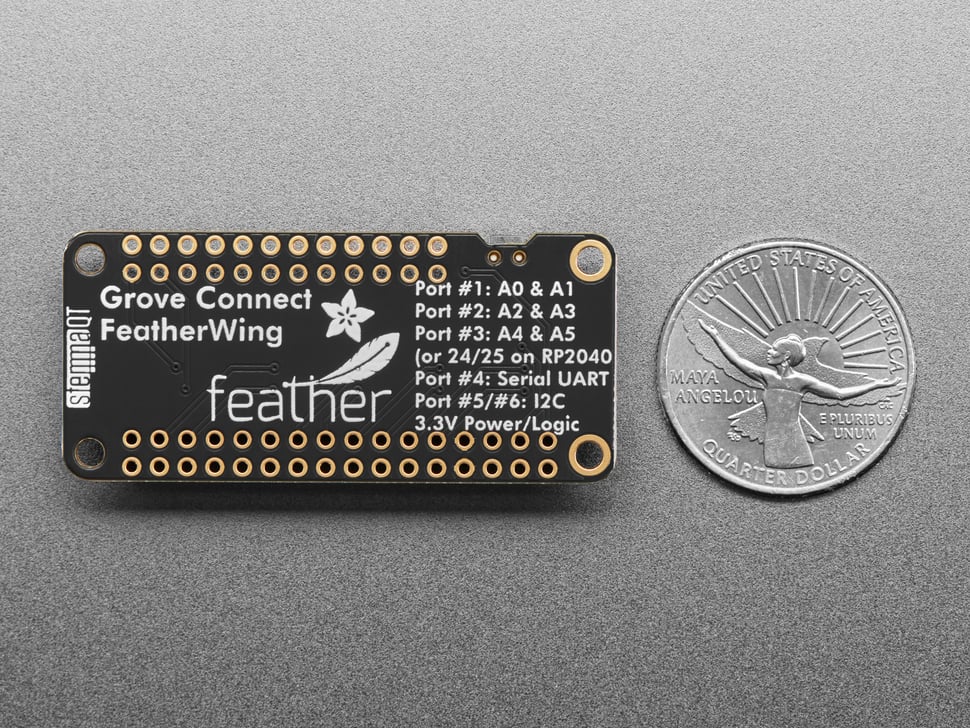 Grove Connect
FeatherWing
feather
stemmaQT
Port #1: A0 & A1
Port #2: A2 & A3
Port #3: A4 & A5
(or 24/25 on RP2040
Port #4: Serial UART
Port #5/#6: I2C
3.3V Power/Logic
UNITED STATES OF AMERICA
MAYA
ANGELOU
E PLURIBUS
UNUM
QUARTER DOLLAR